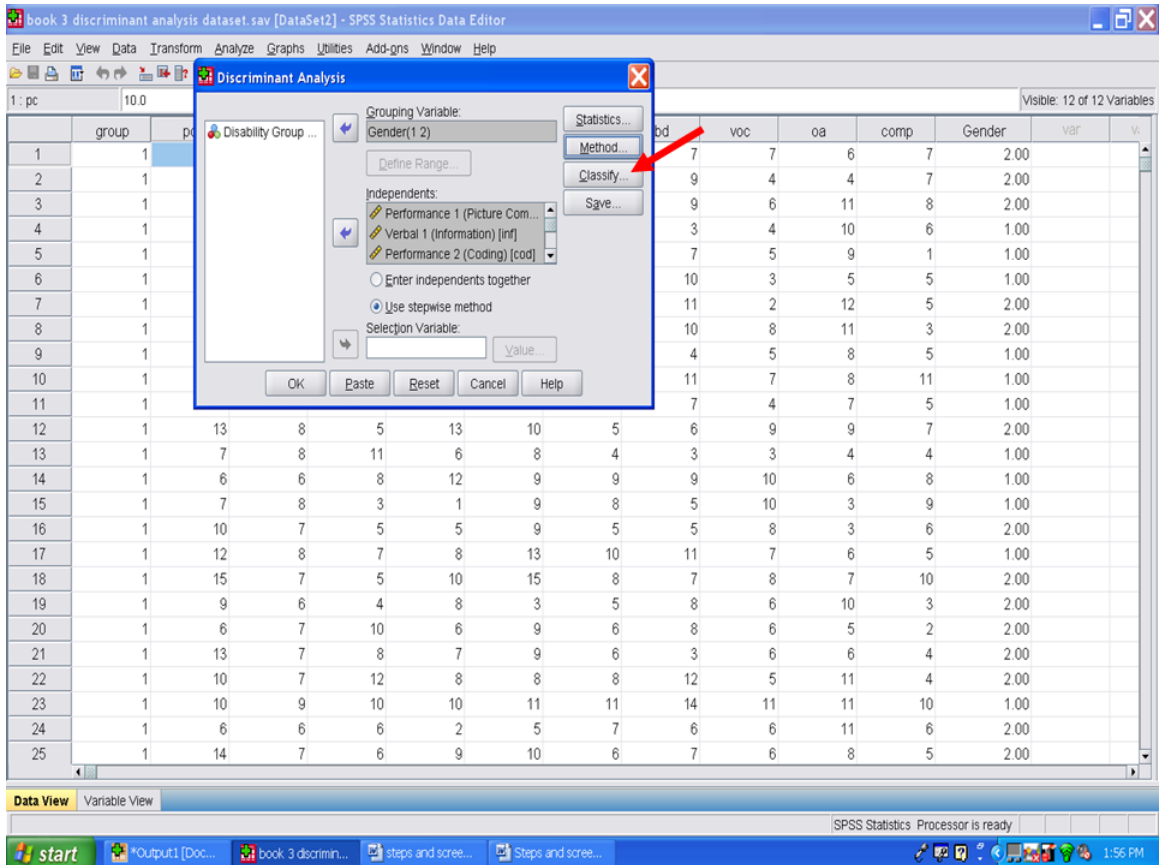 book 3 discriminant analysis dataset.sav [DataSet2] - SPSS Statistics Data Editor
File Edit View Data Transform Analyze Graphs Utilities Add-ons Window Help
Discriminant Analysis
1 : pc 10.0 Visible: 12 of 12 Variables
Grouping Variable:
Disability Group ... Gender(1 2) Statistics...
Define Range... Method...
Classify...
Independents: Save...
Performance 1 (Picture Com...
Verbal 1 (Information) [inf]
Performance 2 (Coding) [cod]
Enter independents together
Use stepwise method
Selection Variable:
Value...
OK Paste Reset Cancel Help
group bd voc oa comp Gender var
1 1 7 7 6 7 2.00
2 1 9 4 4 7 2.00
3 1 9 6 11 8 2.00
4 1 3 4 10 6 1.00
5 1 7 5 9 1 1.00
6 1 10 3 5 5 1.00
7 1 11 2 12 5 2.00
8 1 10 8 11 3 2.00
9 1 4 5 8 5 1.00
10 1 11 7 8 11 1.00
11 1 7 4 7 5 1.00
12 1 13 8 5 13 10 5 6 9 9 7 2.00
13 1 7 8 11 6 8 4 3 3 4 4 1.00
14 1 6 6 8 12 9 9 9 10 6 8 1.00
15 1 7 8 3 1 9 8 5 10 3 9 1.00
16 1 10 7 5 5 9 5 5 8 3 6 2.00
17 1 12 8 7 8 13 10 11 7 6 5 1.00
18 1 15 7 5 10 15 8 7 8 7 10 2.00
19 1 9 6 4 8 3 5 8 6 10 3 2.00
20 1 6 7 10 6 9 6 8 6 5 2 2.00
21 1 13 7 8 7 9 6 3 6 6 4 2.00
22 1 10 7 12 8 8 8 12 5 11 4 2.00
23 1 10 9 10 10 11 11 14 11 11 10 1.00
24 1 6 6 6 2 5 7 6 6 11 6 2.00
25 1 14 7 6 9 10 6 7 6 8 5 2.00
Data View Variable View
SPSS Statistics Processor is ready
start *Output1 [Doc... book 3 discrimin... steps and scree... Steps and scree... 1:56 PM